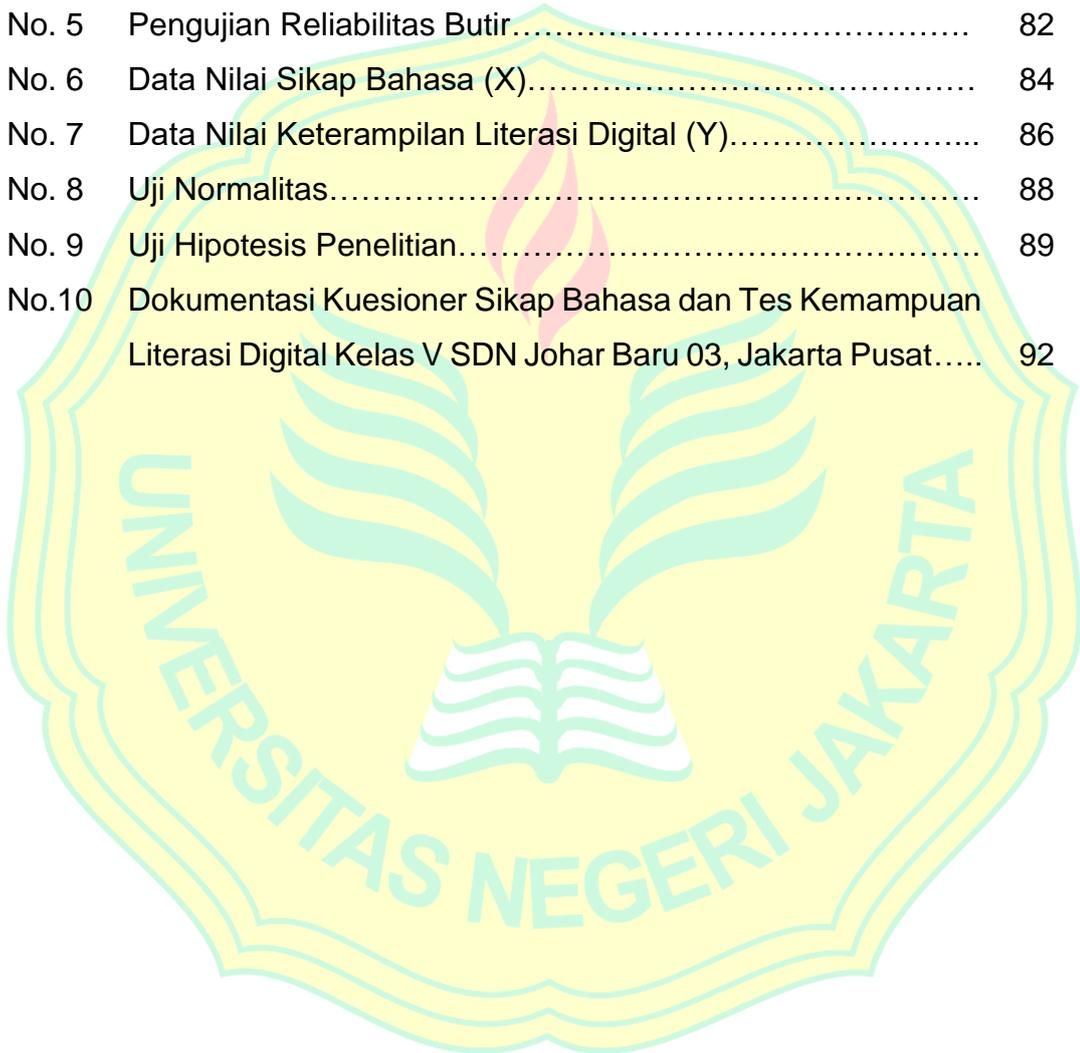 No. 5 Pengujian Reliabilitas Butir……………………………………. 82
No. 6 Data Nilai Sikap Bahasa (X)…………………………………… 84
No. 7 Data Nilai Keterampilan Literasi Digital (Y)…………………... 86
No. 8 Uji Normalitas……………………………………………………. 88
No. 9 Uji Hipotesis Penelitian…………………………………………. 89
No.10 Dokumentasi Kuesioner Sikap Bahasa dan Tes Kemampuan
Literasi Digital Kelas V SDN Johar Baru 03, Jakarta Pusat….. 92
UNIVERSITAS NEGERI JAKARTA